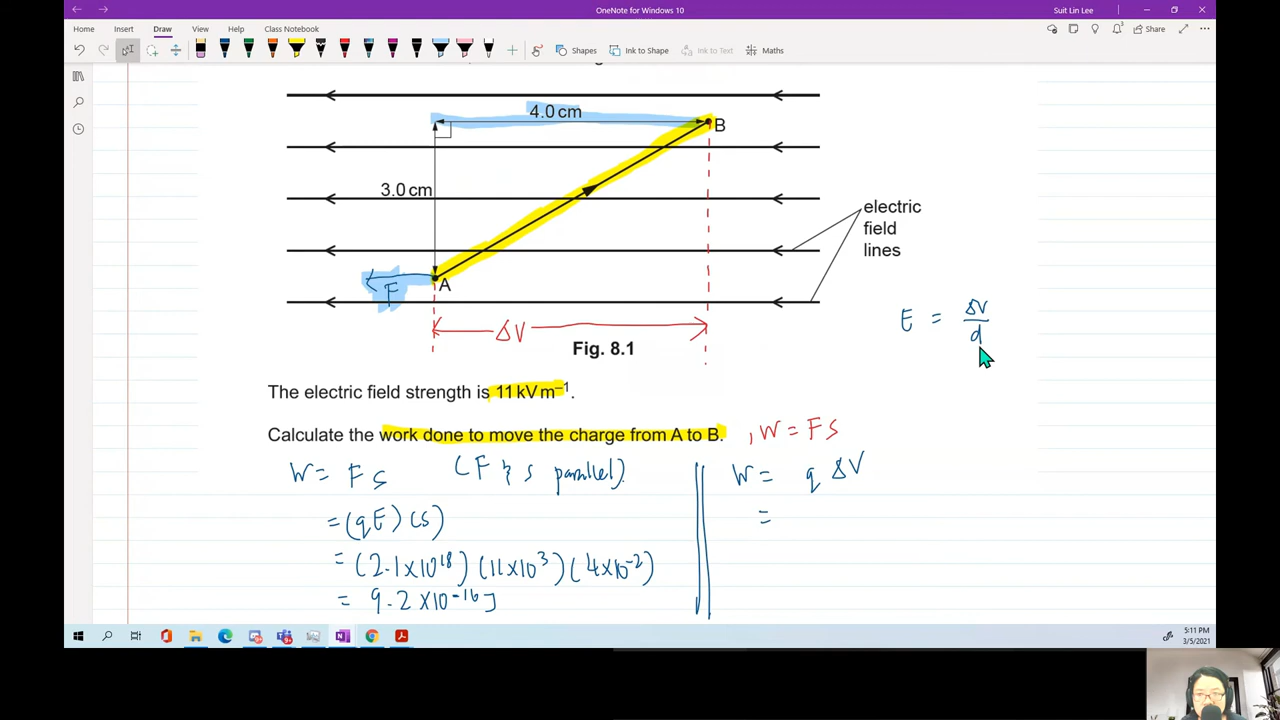 OneNote for Windows 10
Suit Lin Lee
Home Insert Draw View Help Class Notebook
Shapes Ink to Shape Ink to Text Maths
Share
4.0 cm
B
3.0 cm
electric
field
lines
F
A
ΔV
Fig. 8.1
E = ΔV/d
The electric field strength is 11 kV m⁻¹.
Calculate the work done to move the charge from A to B. , W = Fs
W = Fs (F & s parallel).
= (qE)(s)
= (2.1×10¹⁸)(11×10³)(4×10⁻²)
= 9.2×10⁻¹⁶J
W = q ΔV
=
5:11 PM
3/5/2021